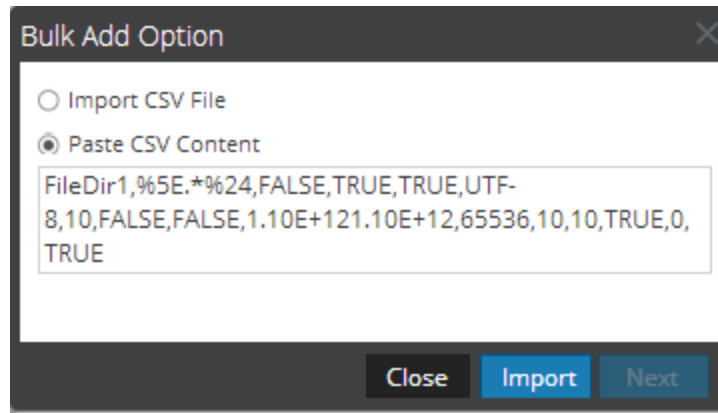 Bulk Add Option
Import CSV File
Paste CSV Content
FileDir1,%5E.*%24,FALSE,TRUE,TRUE,UTF-
8,10,FALSE,FALSE,1.10E+121.10E+12,65536,10,10,TRUE,0,
TRUE
Close Import Next